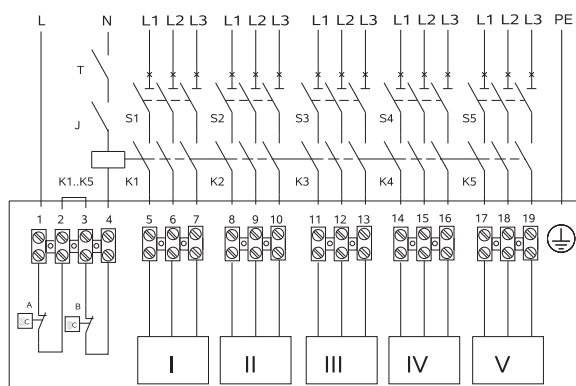 L N L1 L2 L3 L1 L2 L3 L1 L2 L3 L1 L2 L3 L1 L2 L3 PE
T
J S1 S2 S3 S4 S5
K1..K5 K1 K2 K3 K4 K5
1 2 3 4 5 6 7 8 9 10 11 12 13 14 15 16 17 18 19
A B
°C °C
I II III IV V